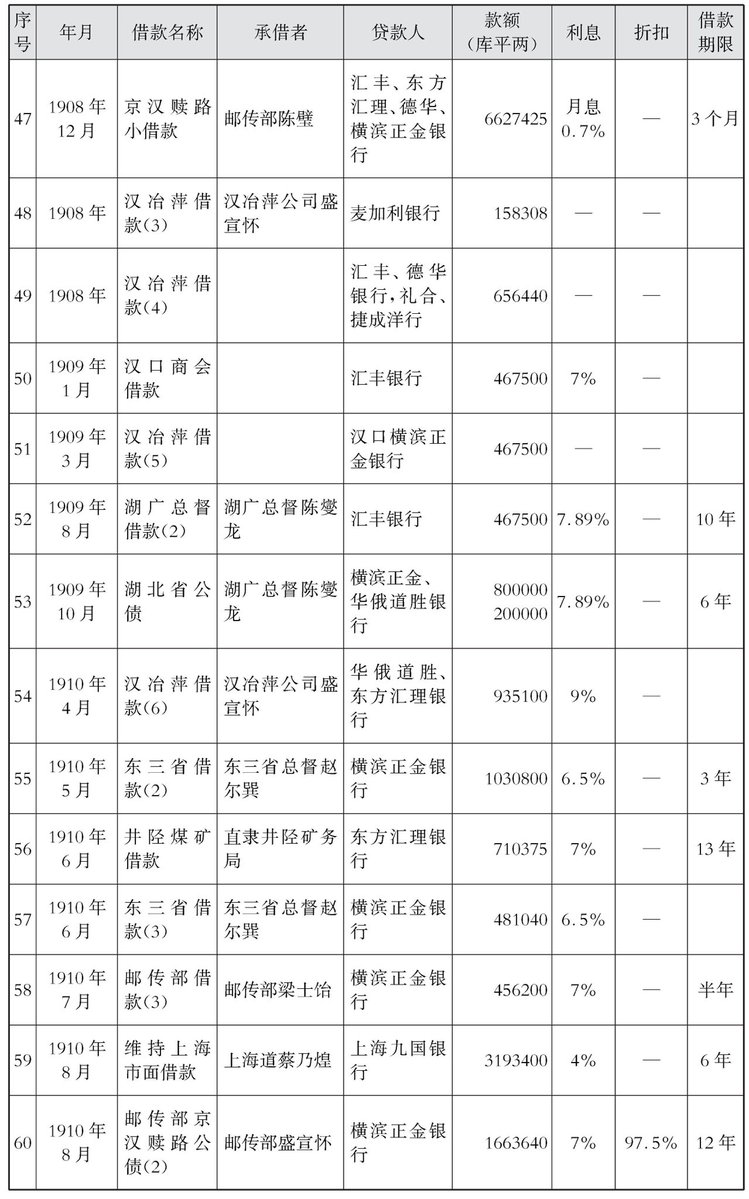 序号 年月 借款名称 承借者 贷款人 款额（库平两） 利息 折扣 借款期限
47 1908年12月 京汉赎路小借款 邮传部陈璧 汇丰、东方汇理、德华、横滨正金银行 6627425 月息0.7% — 3个月
48 1908年 汉冶萍借款(3) 汉冶萍公司盛宣怀 麦加利银行 158308 — —
49 1908年 汉冶萍借款(4) 汇丰、德华银行，礼合、捷成洋行 656440 — —
50 1909年1月 汉口商会借款 汇丰银行 467500 7% —
51 1909年3月 汉冶萍借款(5) 汉口横滨正金银行 467500 — —
52 1909年8月 湖广总督借款(2) 湖广总督陈夔龙 汇丰银行 467500 7.89% — 10年
53 1909年10月 湖北省公债 湖广总督陈夔龙 横滨正金、华俄道胜银行 800000 200000 7.89% — 6年
54 1910年4月 汉冶萍借款(6) 汉冶萍公司盛宣怀 华俄道胜、东方汇理银行 935100 9% —
55 1910年5月 东三省借款(2) 东三省总督赵尔巽 横滨正金银行 1030800 6.5% — 3年
56 1910年6月 井陉煤矿借款 直隶井陉矿务局 东方汇理银行 710375 7% — 13年
57 1910年6月 东三省借款(3) 东三省总督赵尔巽 横滨正金银行 481040 6.5% —
58 1910年7月 邮传部借款(3) 邮传部梁士饴 横滨正金银行 456200 7% — 半年
59 1910年8月 维持上海市面借款 上海道蔡乃煌 上海九国银行 3193400 4% — 6年
60 1910年8月 邮传部京汉赎路公债(2) 邮传部盛宣怀 横滨正金银行 1663640 7% 97.5% 12年